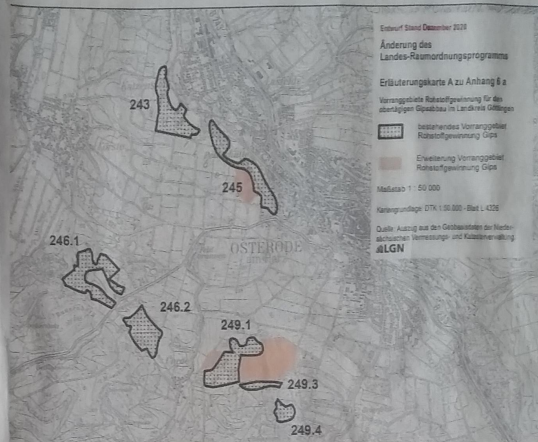 Entwurf Stand Dezember 2020
Änderung des
Landes-Raumordnungsprogramms
Erläuterungskarte A zu Anhang 6 a
Vorranggebiete Rohstoffgewinnung für den
obertägigen Gipsabbau im Landkreis Göttingen
bestehendes Vorranggebiet
Rohstoffgewinnung Gips
Erweiterung Vorranggebiet
Rohstoffgewinnung Gips
Maßstab 1 : 50 000
Kartengrundlage: DTK 1:50.000 - Blatt L 4326
Quelle: Auszug aus den Geobasisdaten der Nieder-
sächsischen Vermessungs- und Katasterverwaltung
LGN
243
245
OSTERODE
246.1
246.2
249.1
249.3
249.4